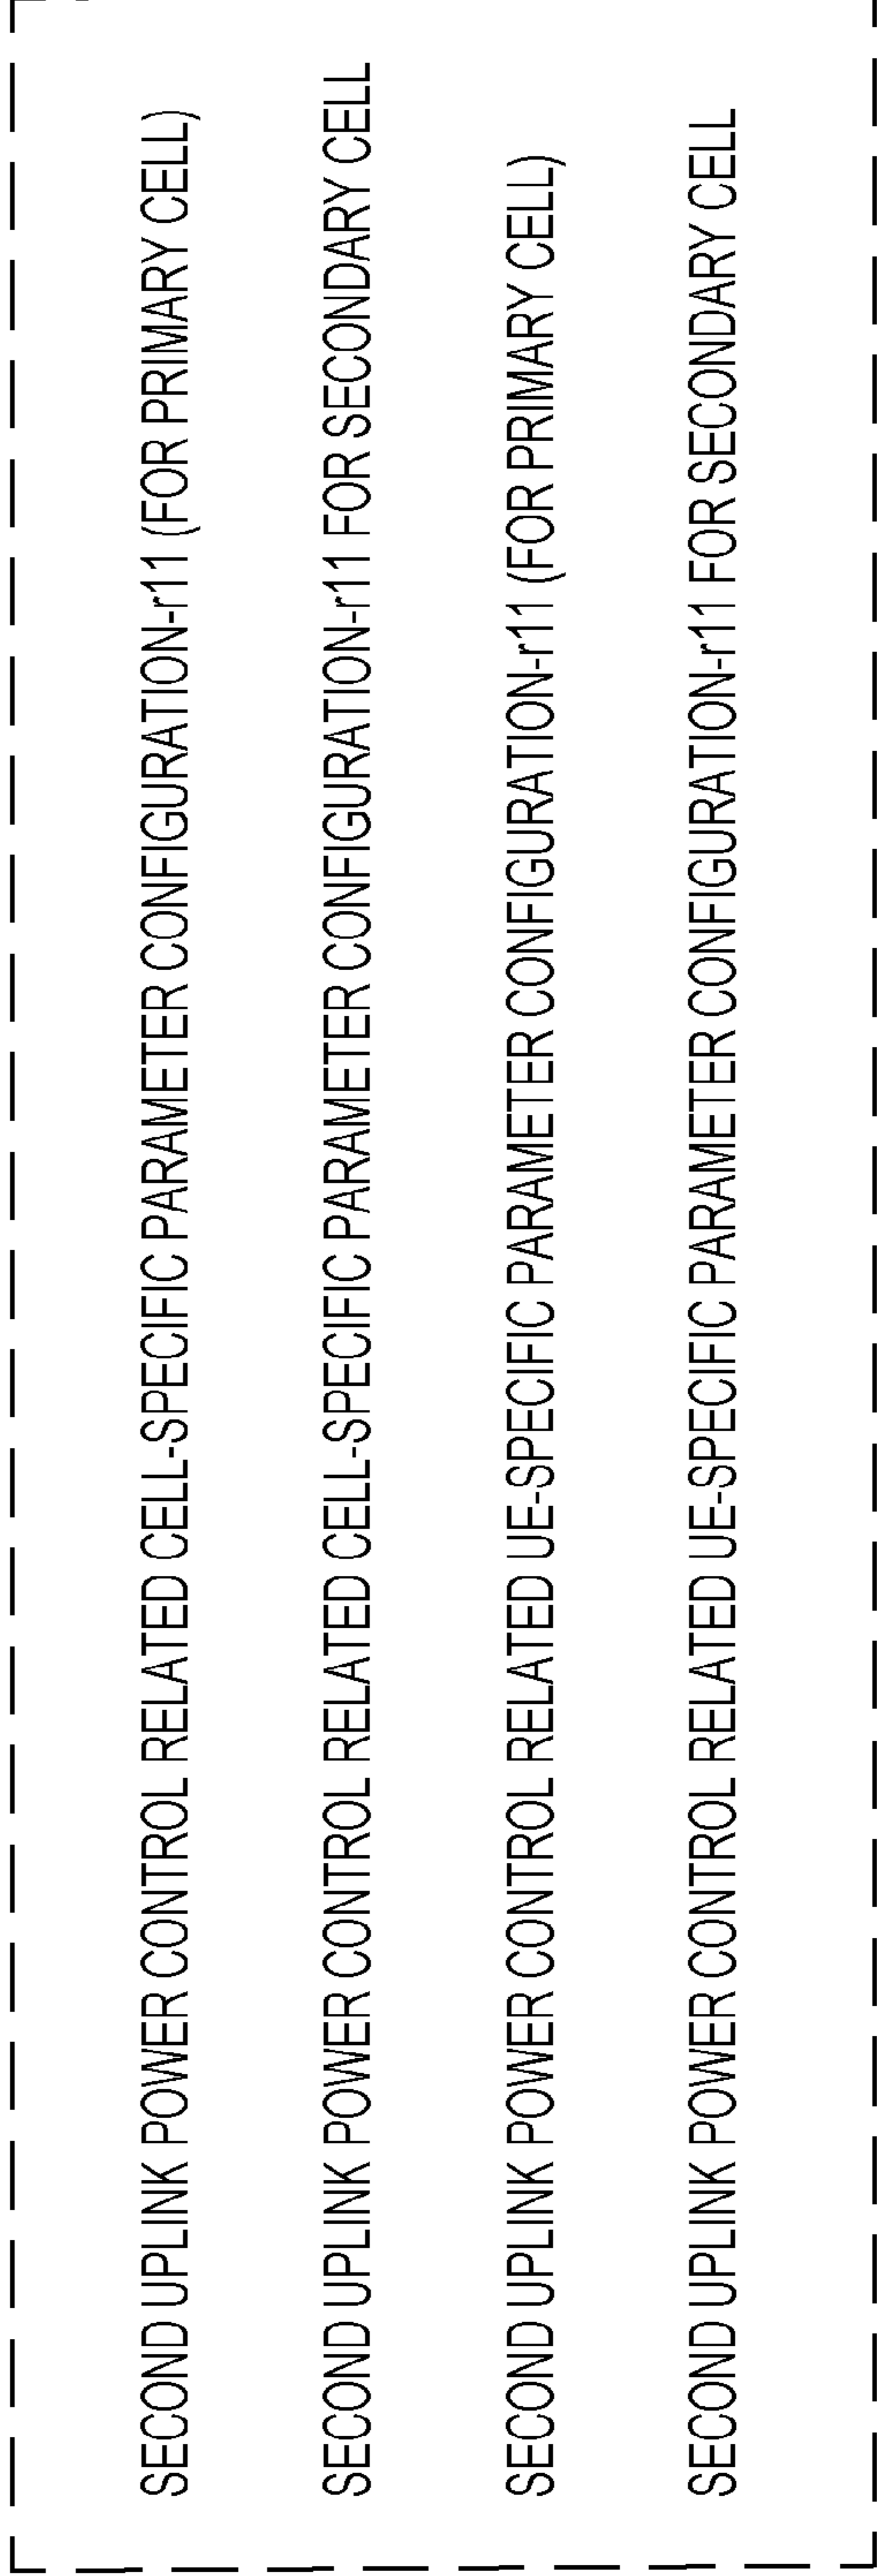 SECOND UPLINK POWER CONTROL RELATED CELL-SPECIFIC PARAMETER CONFIGURATION-r11 (FOR PRIMARY CELL)
SECOND UPLINK POWER CONTROL RELATED CELL-SPECIFIC PARAMETER CONFIGURATION-r11 FOR SECONDARY CELL
SECOND UPLINK POWER CONTROL RELATED UE-SPECIFIC PARAMETER CONFIGURATION-r11 (FOR PRIMARY CELL)
SECOND UPLINK POWER CONTROL RELATED UE-SPECIFIC PARAMETER CONFIGURATION-r11 FOR SECONDARY CELL